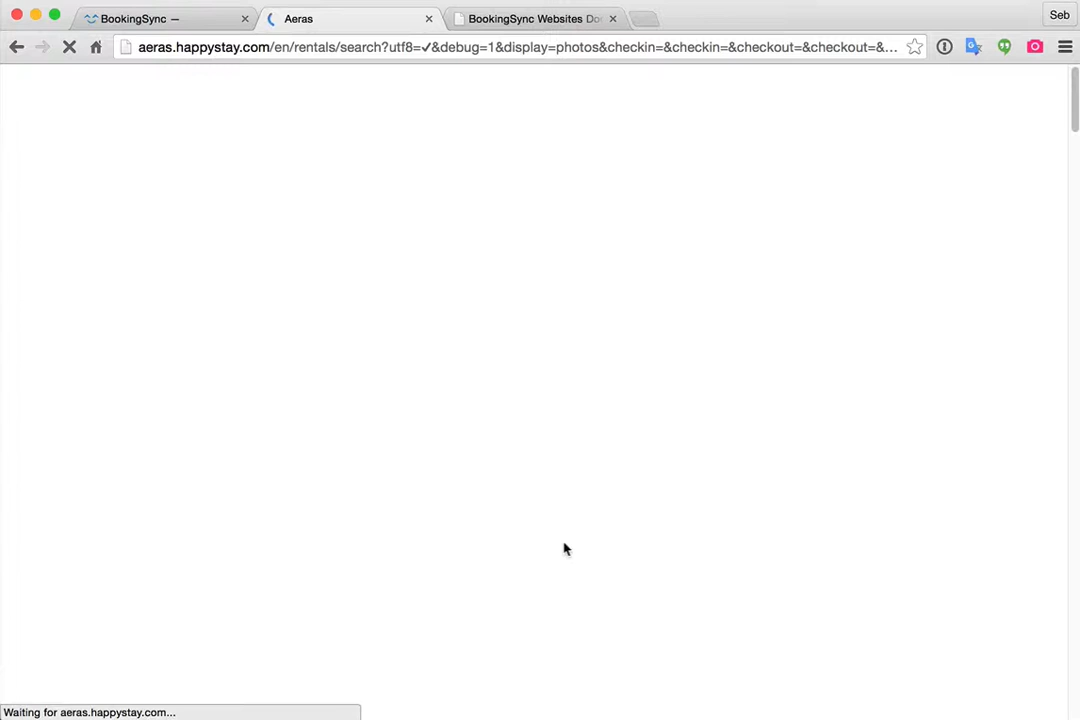 BookingSync —
Aeras
BookingSync Websites Do
Seb
aeras.happystay.com/en/rentals/search?utf8=✓&debug=1&display=photos&checkin=&checkin=&checkout=&checkout=&...
Waiting for aeras.happystay.com...